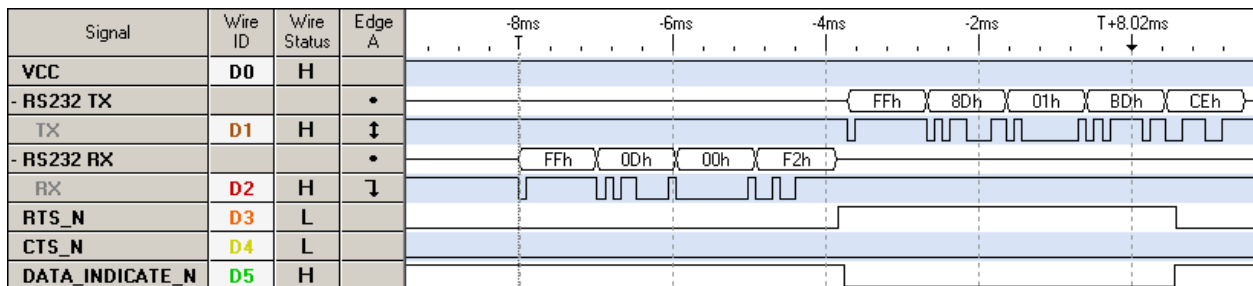 Signal Wire ID Wire Status Edge A -8ms -6ms -4ms -2ms T+8.02ms
T
VCC D0 H
- RS232 TX FFh 8Dh 01h BDh CEh
TX D1 H
- RS232 RX FFh 0Dh 00h F2h
RX D2 H
RTS_N D3 L
CTS_N D4 L
DATA_INDICATE_N D5 H